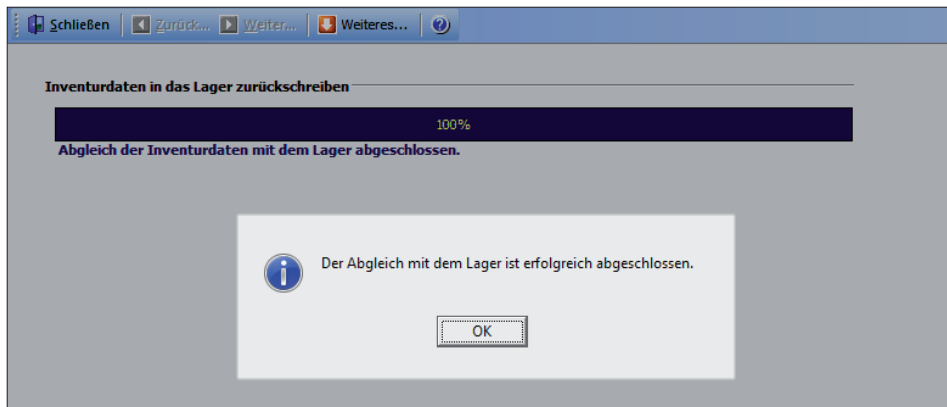 Schließen Zurück... Weiter... Weiteres...
Inventurdaten in das Lager zurückschreiben
100%
Abgleich der Inventurdaten mit dem Lager abgeschlossen.
Der Abgleich mit dem Lager ist erfolgreich abgeschlossen.
OK